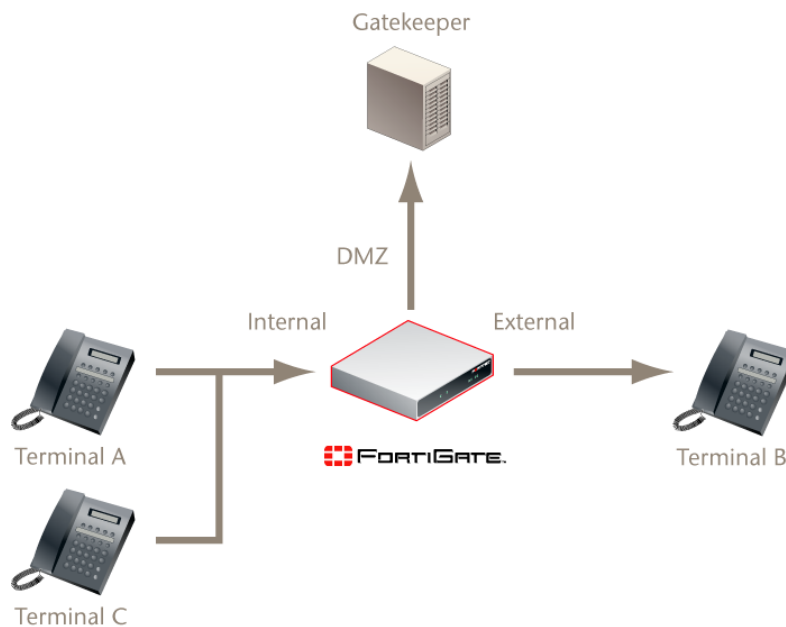 Gatekeeper
DMZ
Internal
External
Terminal A
FORTIGATE
Terminal B
Terminal C